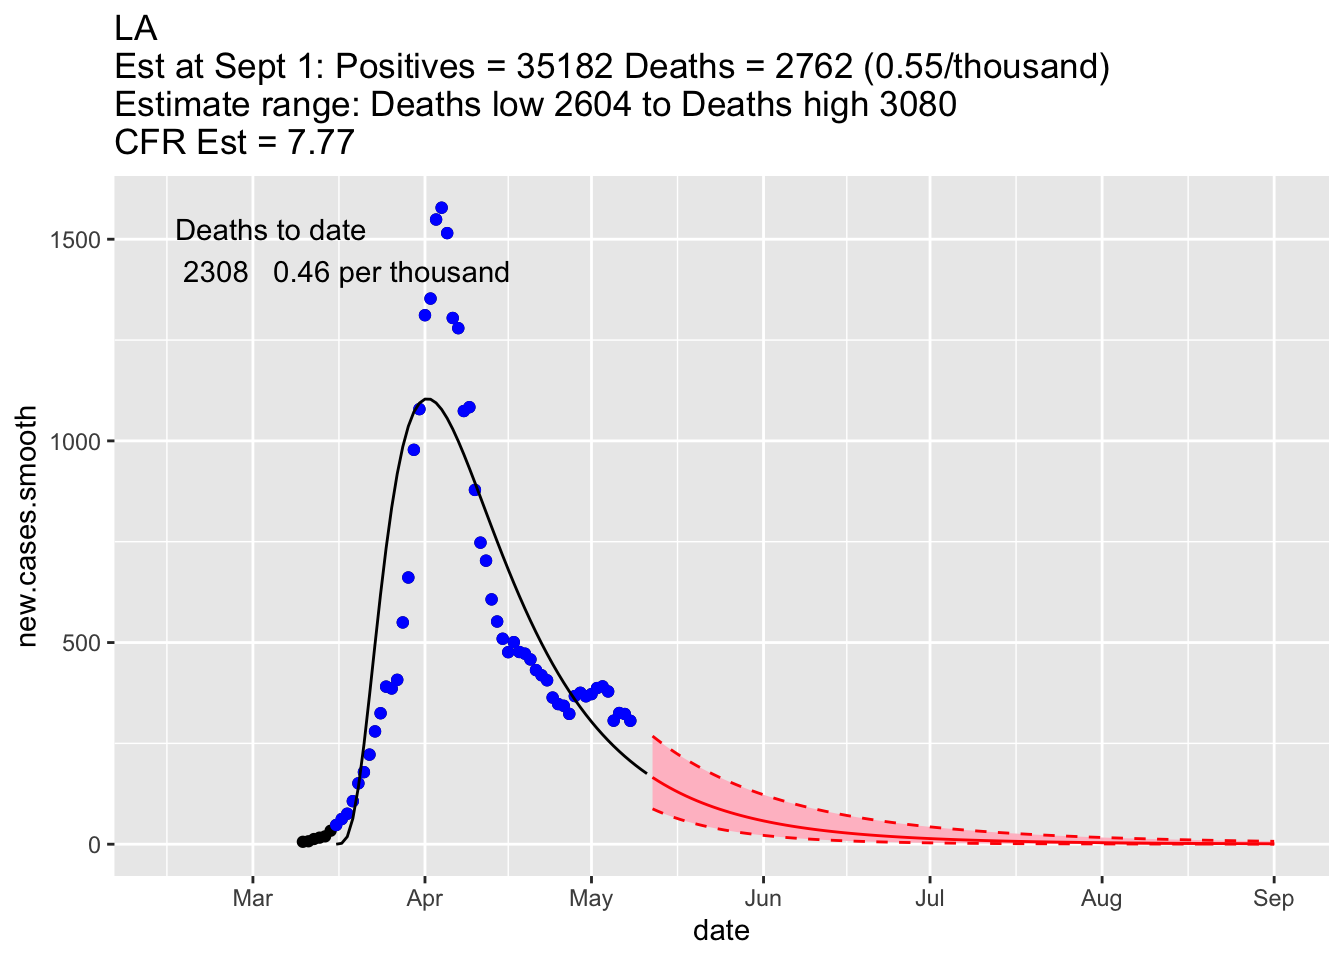 LA
Est at Sept 1: Positives = 35182 Deaths = 2762 (0.55/thousand)
Estimate range: Deaths low 2604 to Deaths high 3080
CFR Est = 7.77
Deaths to date
2308 0.46 per thousand
1500
1000
500
0
new.cases.smooth
Mar Apr May Jun Jul Aug Sep
date